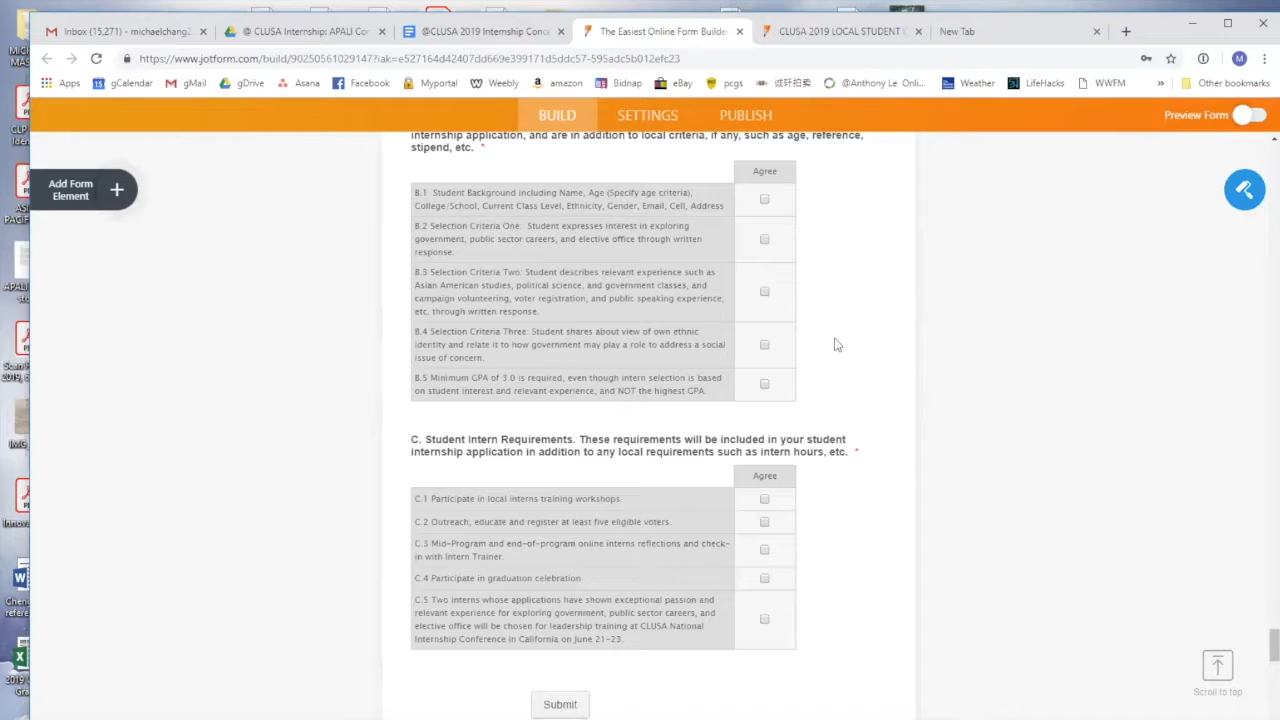 Inbox (15,271) - michaelchang2
@ CLUSA Internship: APALI Cor
@CLUSA 2019 Internship Conc
The Easiest Online Form Builde
CLUSA 2019 LOCAL STUDENT I
New Tab
https://www.jotform.com/build/90250561029147?iak=e527164d42407dd669e399171d5ddc57-595adc5b012efc23
Apps
gCalendar
gMail
gDrive
Asana
Facebook
Myportal
Weebly
amazon
Bidnap
eBay
pcgs
诚轩拍卖
@Anthony Le Onli...
Weather
LifeHacks
WWFM
»
Other bookmarks
BUILD
SETTINGS
PUBLISH
Preview Form
Add Form
Element
internship application, and are in addition to local criteria, if any, such as age, reference,
stipend, etc. *
Agree
B.1 Student Background including Name, Age (Specify age criteria),
College/School, Current Class Level, Ethnicity, Gender, Email, Cell, Address
B.2 Selection Criteria One: Student expresses interest in exploring
government, public sector careers, and elective office through written
response.
B.3 Selection Criteria Two: Student describes relevant experience such as
Asian American studies, political science, and government classes, and
campaign volunteering, voter registration, and public speaking experience,
etc. through written response.
B.4 Selection Criteria Three: Student shares about view of own ethnic
identity and relate it to how government may play a role to address a social
issue of concern.
B.5 Minimum GPA of 3.0 is required, even though intern selection is based
on student interest and relevant experience, and NOT the highest GPA.
C. Student Intern Requirements. These requirements will be included in your student
internship application in addition to any local requirements such as intern hours, etc. *
Agree
C.1 Participate in local interns training workshops.
C.2 Outreach, educate and register at least five eligible voters.
C.3 Mid-Program and end-of-program online interns reflections and check-
in with Intern Trainer.
C.4 Participate in graduation celebration
C.5 Two interns whose applications have shown exceptional passion and
relevant experience for exploring government, public sector careers, and
elective office will be chosen for leadership training at CLUSA National
Internship Conference in California on June 21-23.
Submit
Scroll to top